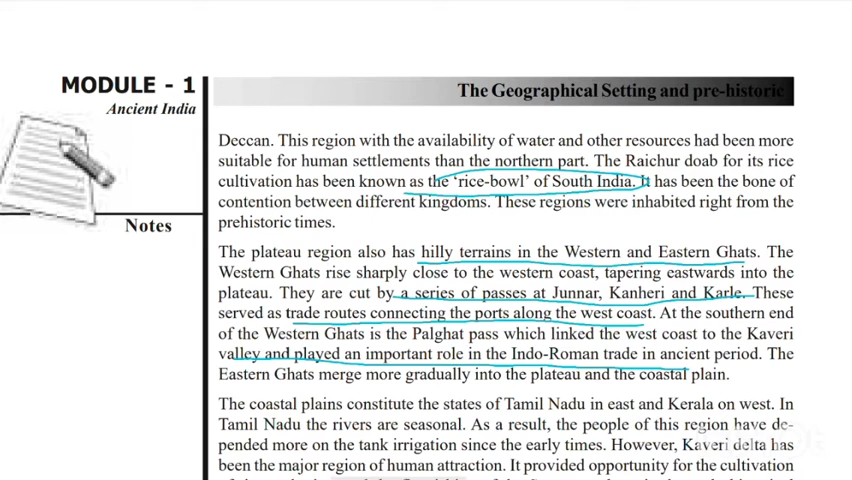 MODULE - 1
Ancient India
The Geographical Setting and pre-historic
Notes
Deccan. This region with the availability of water and other resources had been more
suitable for human settlements than the northern part. The Raichur doab for its rice
cultivation has been known as the ‘rice-bowl’ of South India. It has been the bone of
contention between different kingdoms. These regions were inhabited right from the
prehistoric times.
The plateau region also has hilly terrains in the Western and Eastern Ghats. The
Western Ghats rise sharply close to the western coast, tapering eastwards into the
plateau. They are cut by a series of passes at Junnar, Kanheri and Karle. These
served as trade routes connecting the ports along the west coast. At the southern end
of the Western Ghats is the Palghat pass which linked the west coast to the Kaveri
valley and played an important role in the Indo-Roman trade in ancient period. The
Eastern Ghats merge more gradually into the plateau and the coastal plain.
The coastal plains constitute the states of Tamil Nadu in east and Kerala on west. In
Tamil Nadu the rivers are seasonal. As a result, the people of this region have de-
pended more on the tank irrigation since the early times. However, Kaveri delta has
been the major region of human attraction. It provided opportunity for the cultivation